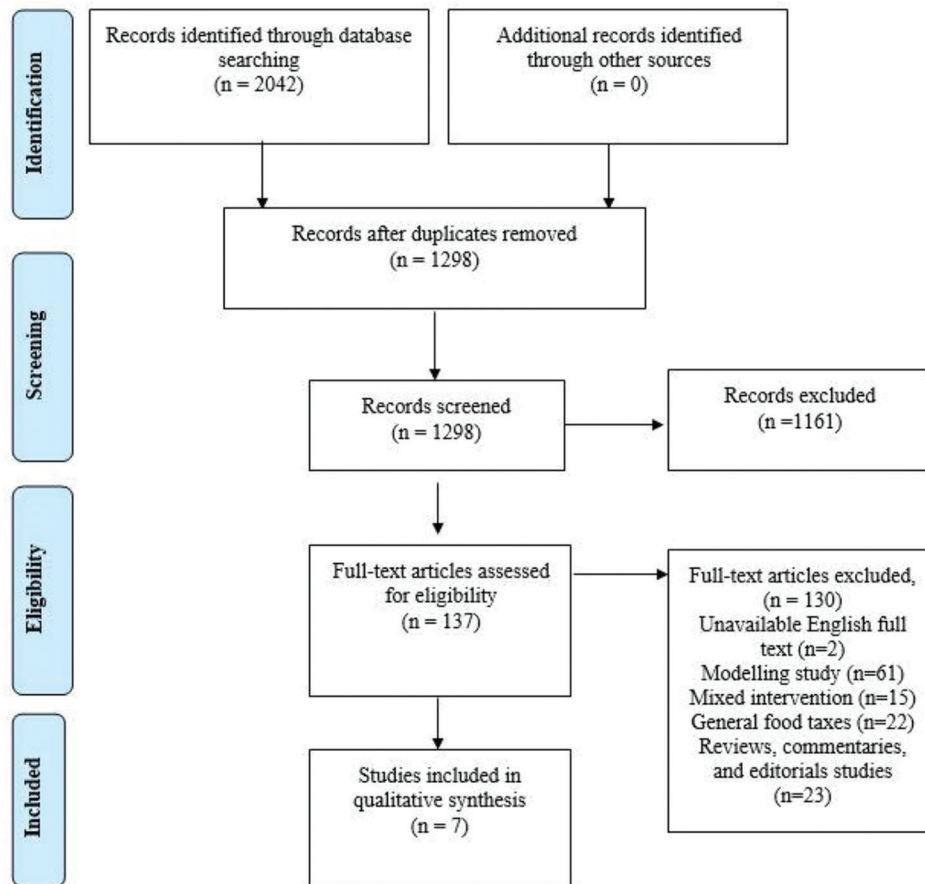 Identification
Records identified through database
searching
(n = 2042)
Additional records identified
through other sources
(n = 0)
Records after duplicates removed
(n = 1298)
Screening
Records screened
(n = 1298)
Records excluded
(n =1161)
Eligibility
Full-text articles assessed
for eligibility
(n = 137)
Full-text articles excluded,
(n = 130)
Unavailable English full
text (n=2)
Modelling study (n=61)
Mixed intervention (n=15)
General food taxes (n=22)
Reviews, commentaries,
and editorials studies
(n=23)
Included
Studies included in
qualitative synthesis
(n = 7)